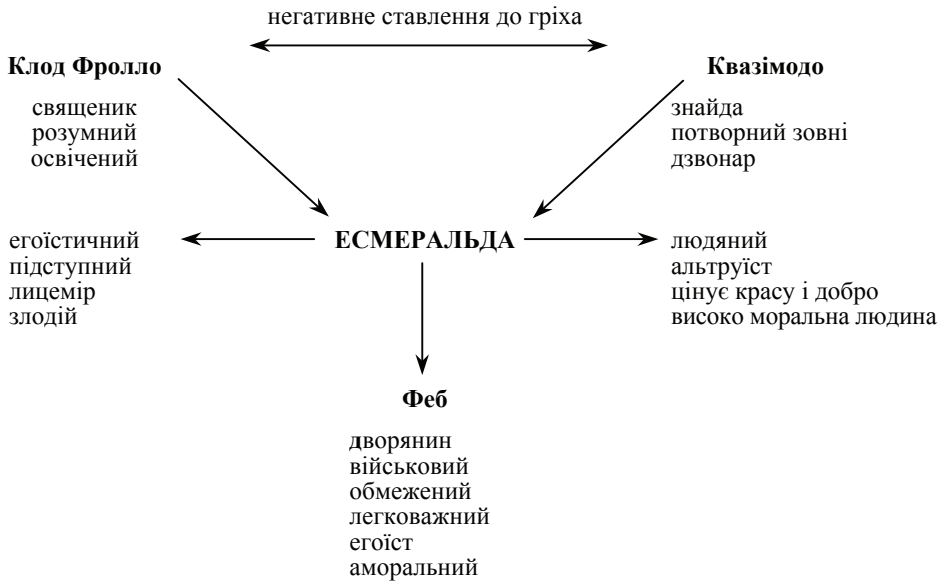 негативне ставлення до гріха
Клод Фролло
Квазімодо
священик
розумний
освічений
знайда
потворний зовні
дзвонар
ЕСМЕРАЛЬДА
егоїстичний
підступний
лицемір
злодій
людяний
альтруїст
цінує красу і добро
високо моральна людина
Феб
дворянин
військовий
обмежений
легковажний
егоїст
аморальний